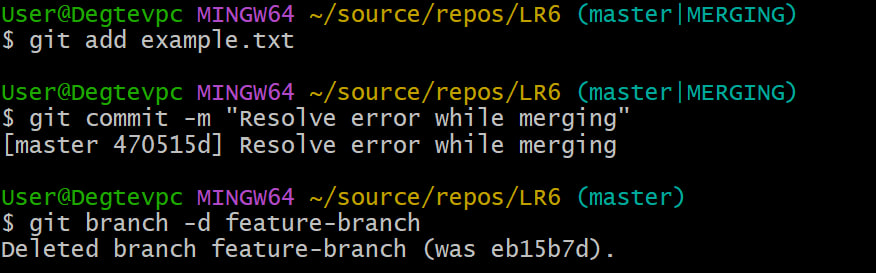 User@Degtevpc MINGW64 ~/source/repos/LR6 (master|MERGING)
$ git add example.txt
User@Degtevpc MINGW64 ~/source/repos/LR6 (master|MERGING)
$ git commit -m "Resolve error while merging"
[master 470515d] Resolve error while merging
User@Degtevpc MINGW64 ~/source/repos/LR6 (master)
$ git branch -d feature-branch
Deleted branch feature-branch (was eb15b7d).